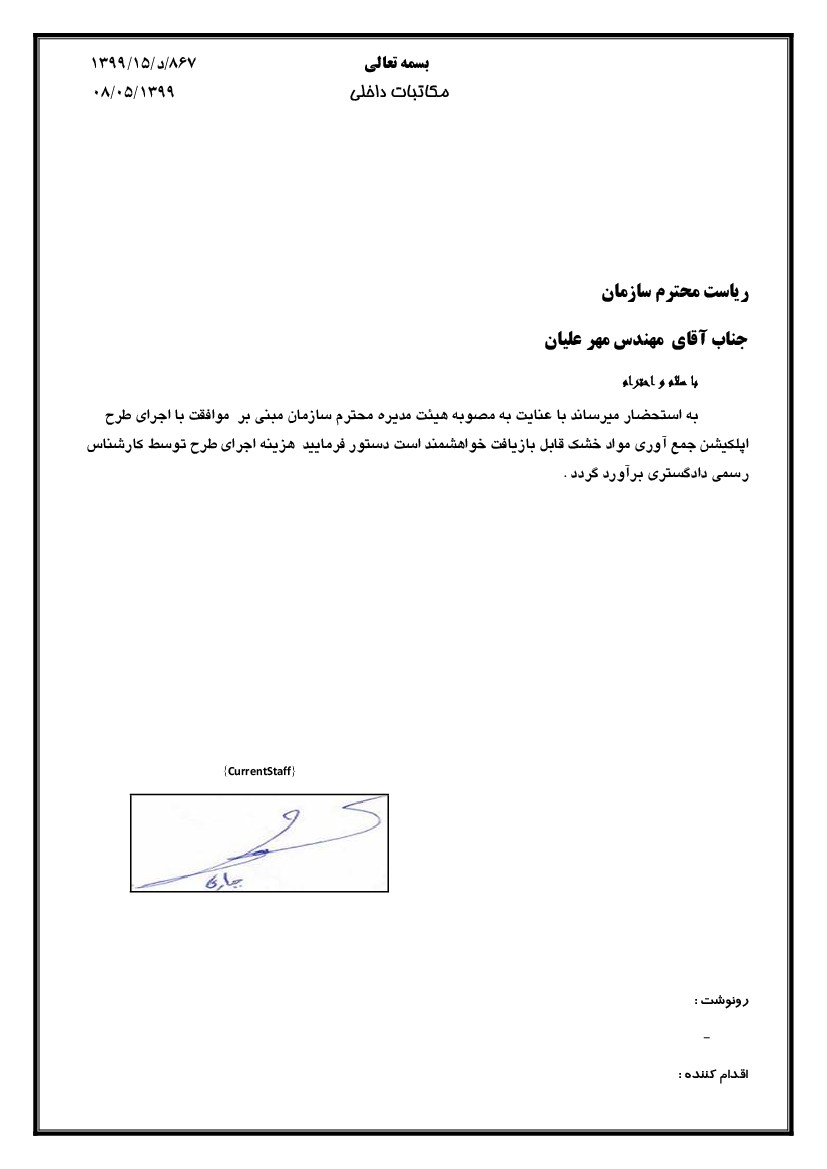 بسمه تعالی
۸۶۷/د/۱۵/۱۳۹۹
مکاتبات داخلی
۰۸/۰۵/۱۳۹۹
ریاست محترم سازمان
جناب آقای مهندس مهر علیان
با سلام و احترام
به استحضار میرساند با عنایت به مصوبه هیئت مدیره محترم سازمان مبنی بر موافقت با اجرای طرح
اپلکیشن جمع آوری مواد خشک قابل بازیافت خواهشمند است دستور فرمایید هزینه اجرای طرح توسط کارشناس
رسمی دادگستری برآورد گردد .
{CurrentStaff}
رونوشت :
-
اقدام کننده :